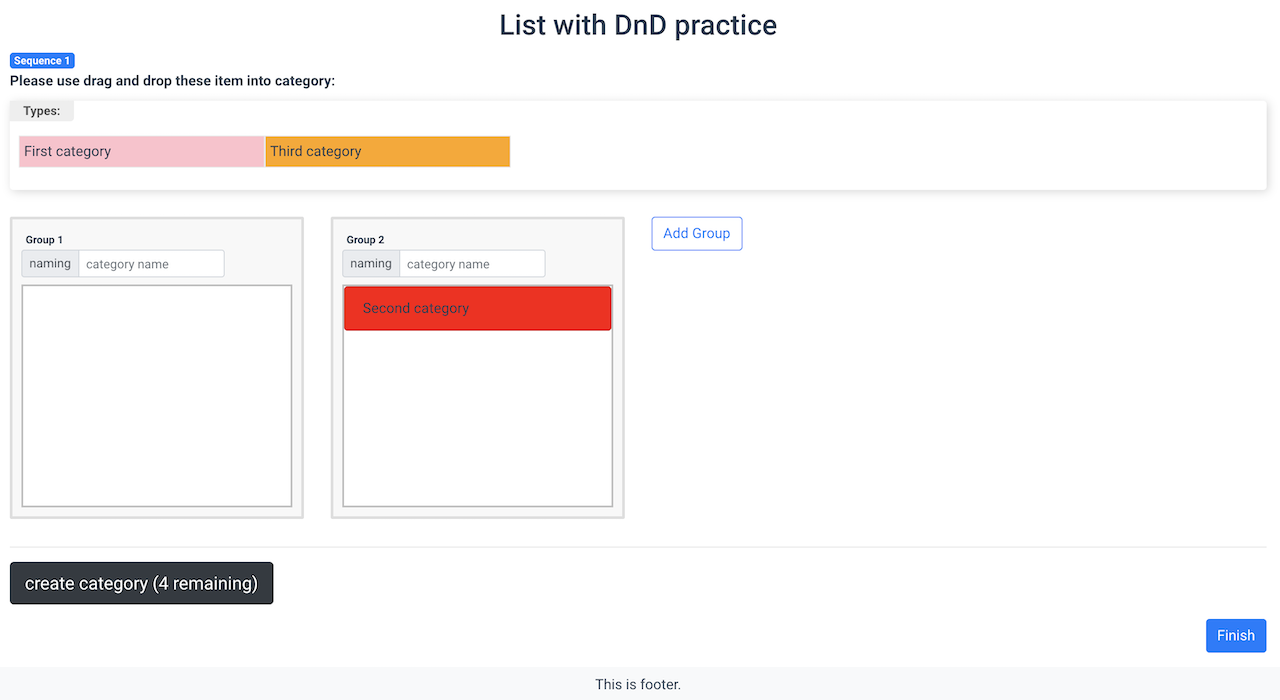 List with DnD practice
Sequence 1
Please use drag and drop these item into category:
Types:
First category Third category
Group 1 Group 2 Add Group
naming category name naming category name
Second category
create category (4 remaining)
Finish
This is footer.